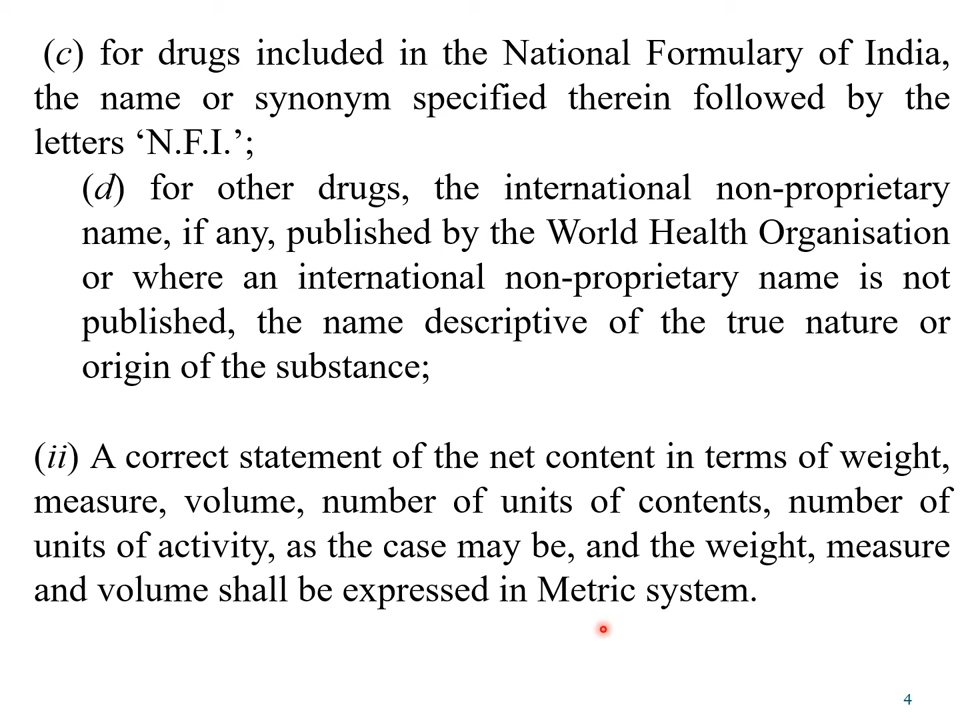 (c) for drugs included in the National Formulary of India,
the name or synonym specified therein followed by the
letters ‘N.F.I.’;
(d) for other drugs, the international non-proprietary
name, if any, published by the World Health Organisation
or where an international non-proprietary name is not
published, the name descriptive of the true nature or
origin of the substance;
(ii) A correct statement of the net content in terms of weight,
measure, volume, number of units of contents, number of
units of activity, as the case may be, and the weight, measure
and volume shall be expressed in Metric system.
4